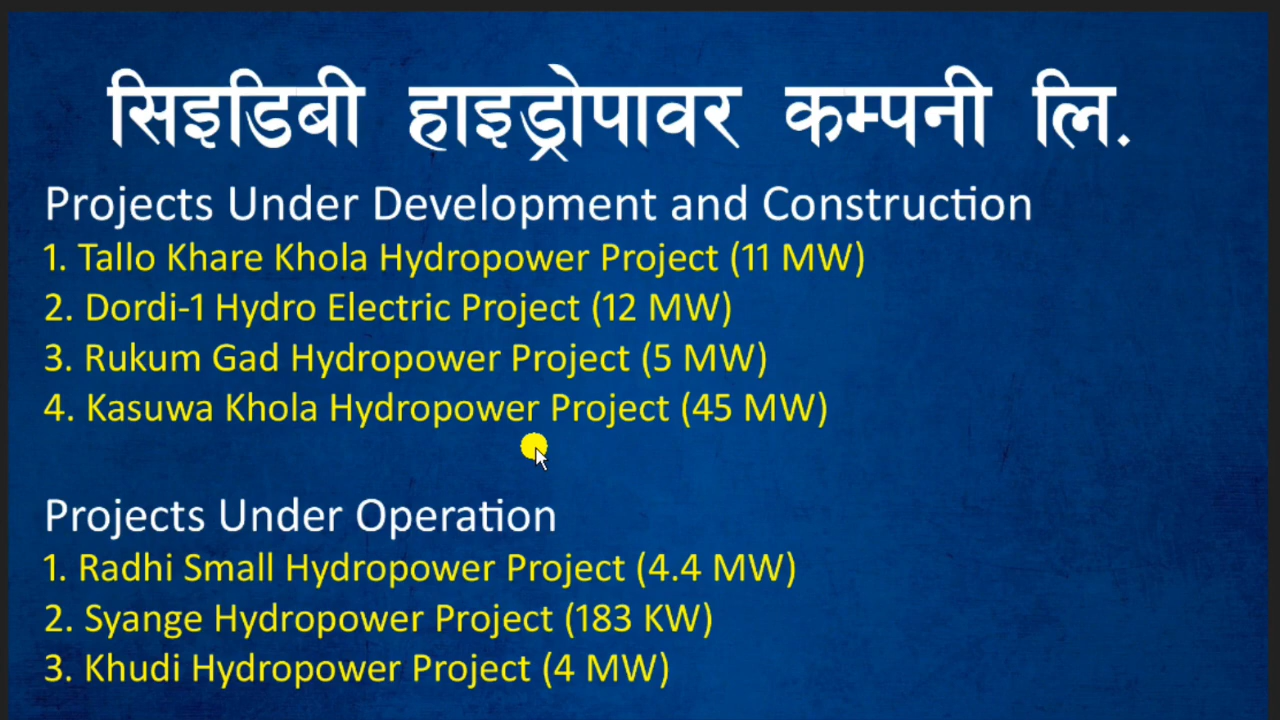 सिइडिबी हाइड्रोपावर कम्पनी लि.
Projects Under Development and Construction
1. Tallo Khare Khola Hydropower Project (11 MW)
2. Dordi-1 Hydro Electric Project (12 MW)
3. Rukum Gad Hydropower Project (5 MW)
4. Kasuwa Khola Hydropower Project (45 MW)
Projects Under Operation
1. Radhi Small Hydropower Project (4.4 MW)
2. Syange Hydropower Project (183 KW)
3. Khudi Hydropower Project (4 MW)